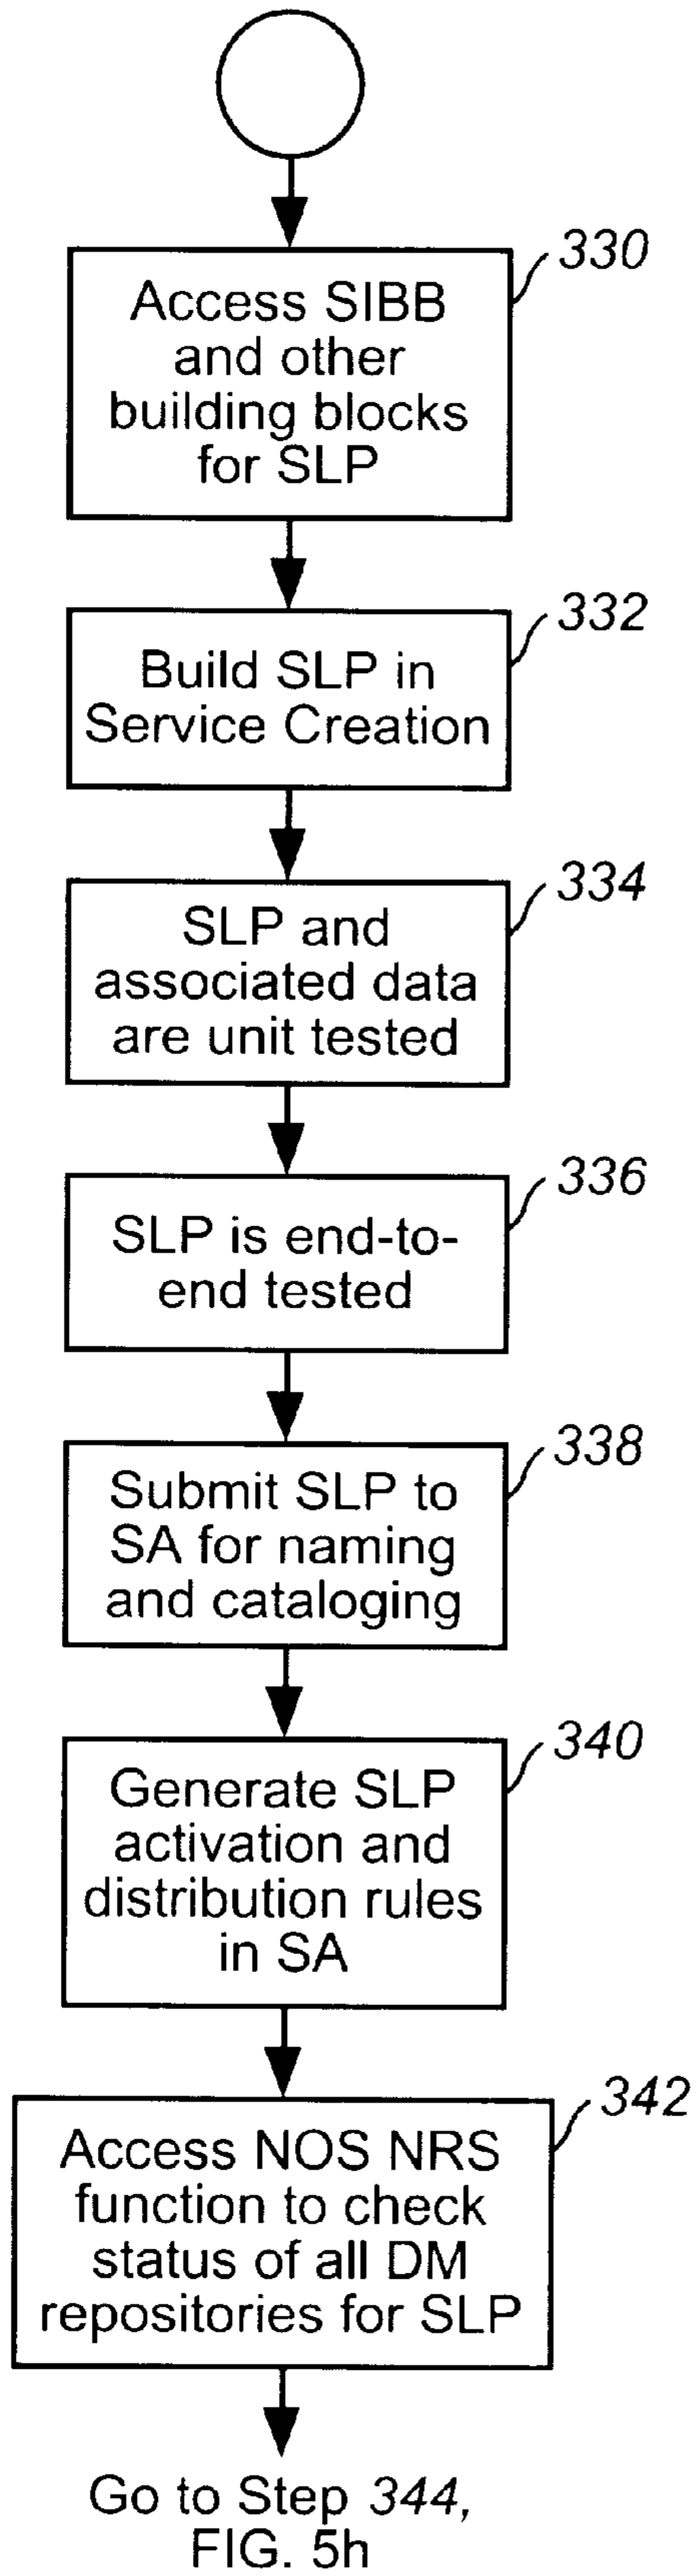 330
Access SIBB
and other
building blocks
for SLP
332
Build SLP in
Service Creation
334
SLP and
associated data
are unit tested
336
SLP is end-to-
end tested
338
Submit SLP to
SA for naming
and cataloging
340
Generate SLP
activation and
distribution rules
in SA
342
Access NOS NRS
function to check
status of all DM
repositories for SLP
Go to Step 344,
FIG. 5h